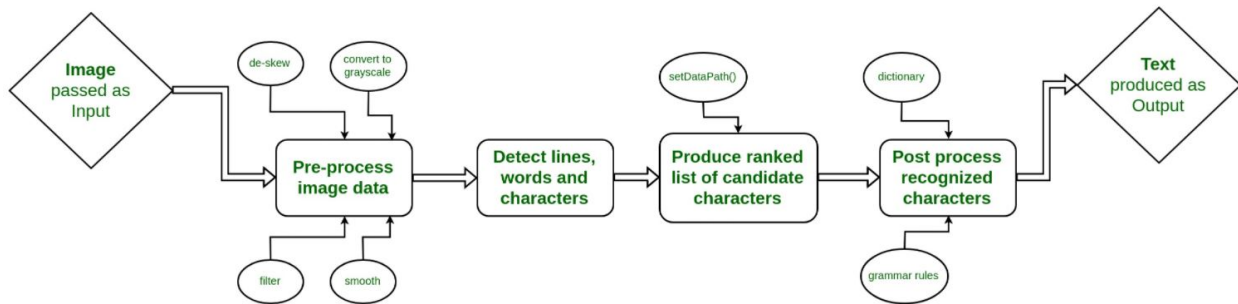 Image
passed as
Input
de-skew
convert to
grayscale
Pre-process
image data
filter
smooth
Detect lines,
words and
characters
setDataPath()
Produce ranked
list of candidate
characters
dictionary
Post process
recognized
characters
grammar rules
Text
produced as
Output